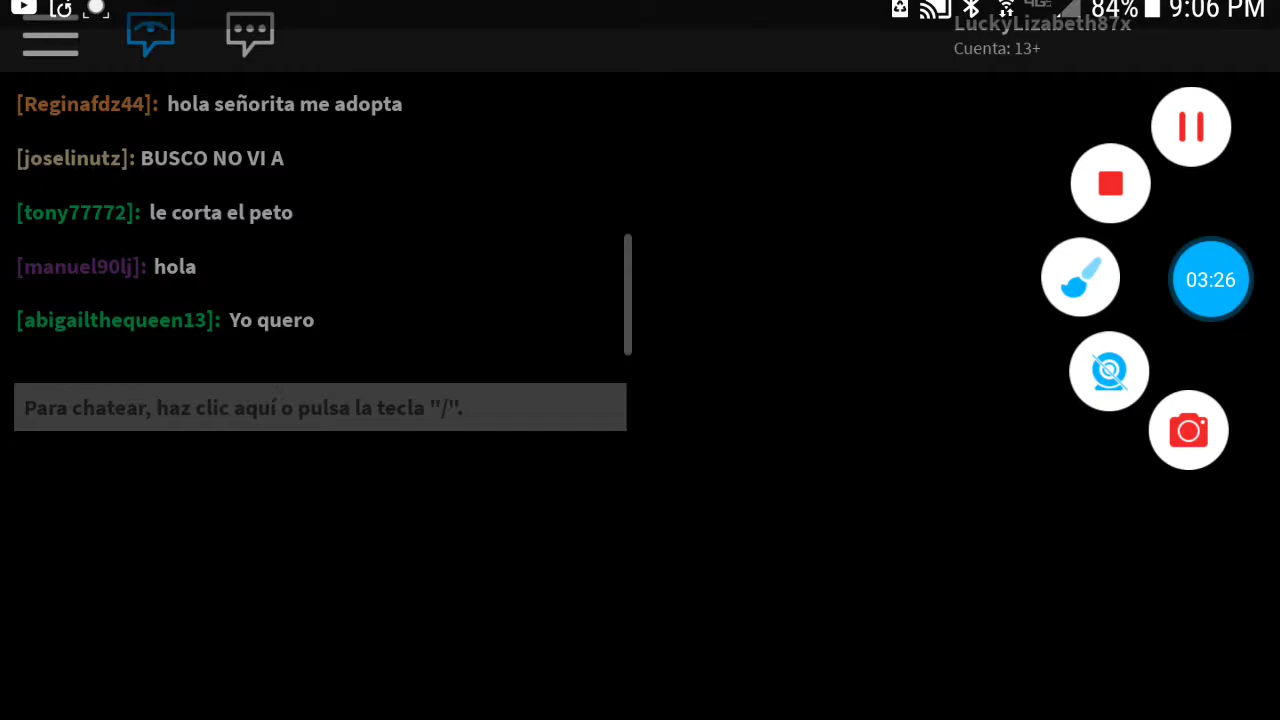 84% 9:06 PM
LuckyLizabeth87x
Cuenta: 13+
[Reginafdz44]: hola señorita me adopta
[joselinutz]: BUSCO NO VI A
[tony77772]: le corta el peto
[manuel90lj]: hola
[abigailthequeen13]: Yo quero
03:26
Para chatear, haz clic aquí o pulsa la tecla "/".